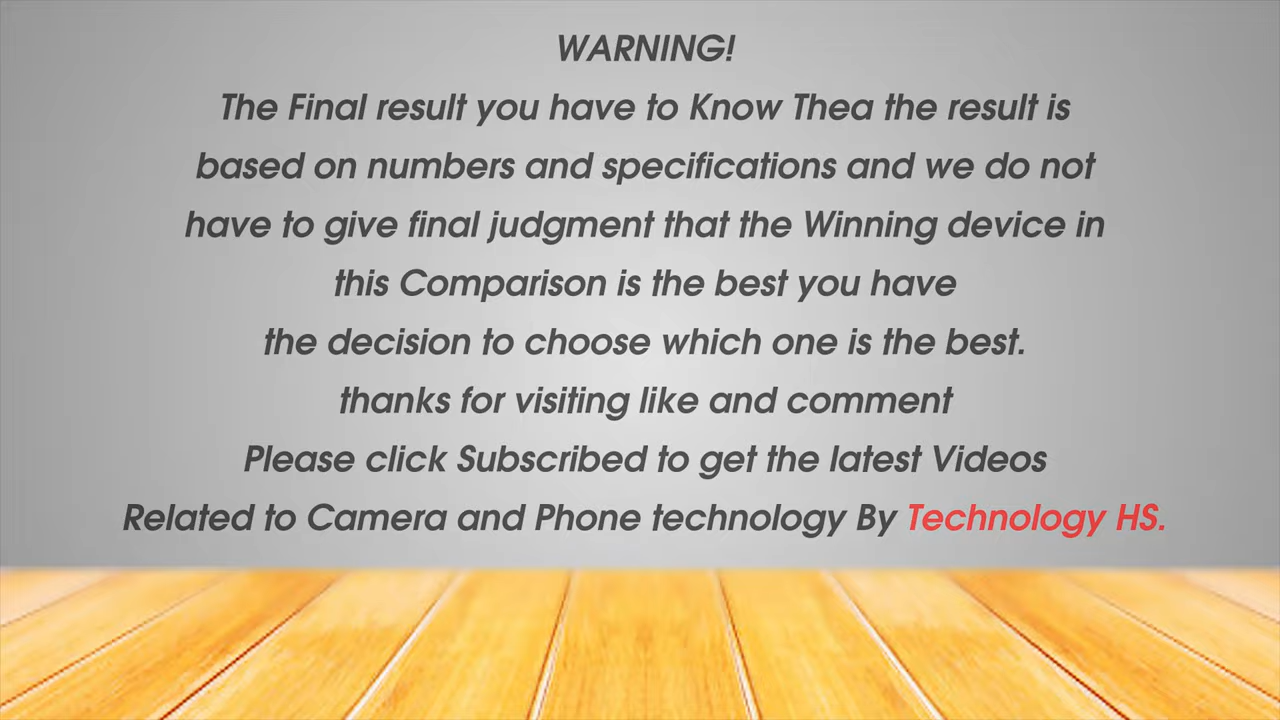 WARNING!
The Final result you have to Know Thea the result is
based on numbers and specifications and we do not
have to give final judgment that the Winning device in
this Comparison is the best you have
the decision to choose which one is the best.
thanks for visiting like and comment
Please click Subscribed to get the latest Videos
Related to Camera and Phone technology By Technology HS.